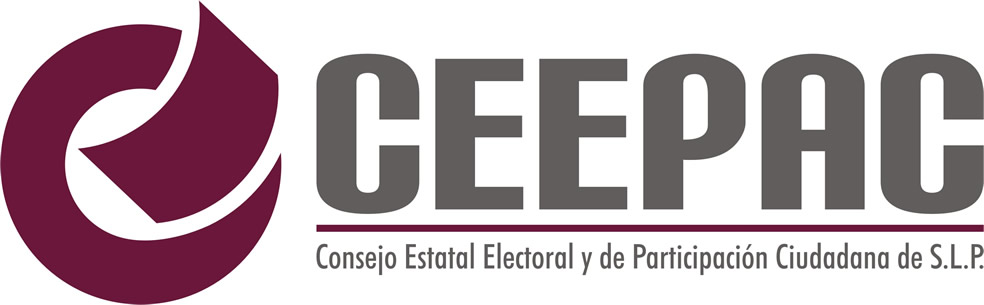 CEEPAC
Consejo Estatal Electoral y de Participación Ciudadana de S.L.P.